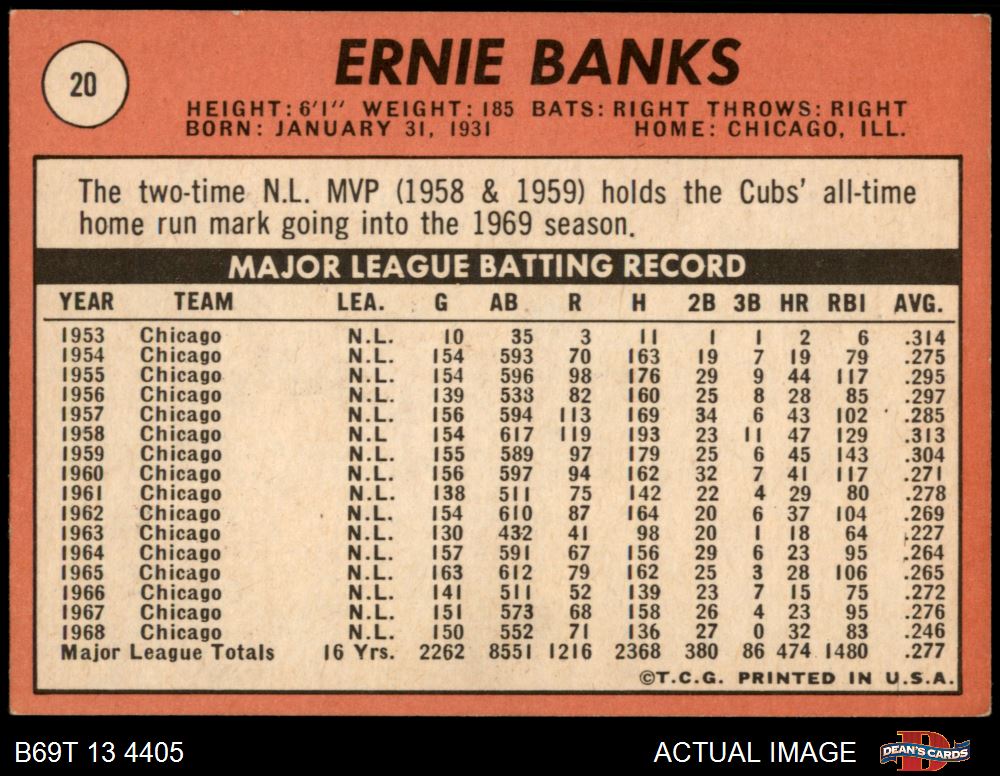 20
ERNIE BANKS
HEIGHT: 6'1" WEIGHT: 185 BATS: RIGHT THROWS: RIGHT
BORN: JANUARY 31, 1931 HOME: CHICAGO, ILL.
The two-time N.L. MVP (1958 & 1959) holds the Cubs' all-time
home run mark going into the 1969 season.
MAJOR LEAGUE BATTING RECORD
YEAR TEAM LEA. G AB R H 2B 3B HR RBI AVG.
1953 Chicago N.L. 10 35 3 11 1 1 2 6 .314
1954 Chicago N.L. 154 593 70 163 19 7 19 79 .275
1955 Chicago N.L. 154 596 98 176 29 9 44 117 .295
1956 Chicago N.L. 139 538 82 160 25 8 28 85 .297
1957 Chicago N.L. 156 594 113 169 34 6 43 102 .285
1958 Chicago N.L 154 617 119 193 23 11 47 129 .313
1959 Chicago N.L. 155 589 97 179 25 6 45 143 .304
1960 Chicago N.L. 156 597 94 162 32 7 41 117 .271
1961 Chicago N.L. 138 511 75 142 22 4 29 80 .278
1962 Chicago N.L. 154 610 87 164 20 6 37 104 .269
1963 Chicago N.L. 130 432 41 98 20 1 18 64 .227
1964 Chicago N.L. 157 591 67 156 29 6 23 95 .264
1965 Chicago N.L. 163 612 79 162 25 3 28 106 .265
1966 Chicago N.L. 141 511 52 139 23 7 15 75 .272
1967 Chicago N.L. 151 573 68 158 26 4 23 95 .276
1968 Chicago N.L. 150 552 71 136 27 0 32 83 .246
Major League Totals 16 Yrs. 2262 8551 1216 2368 380 86 474 1480 .277
©T.C.G. PRINTED IN U.S.A.
B69T 13 4405 ACTUAL IMAGE DEAN'S CARDS